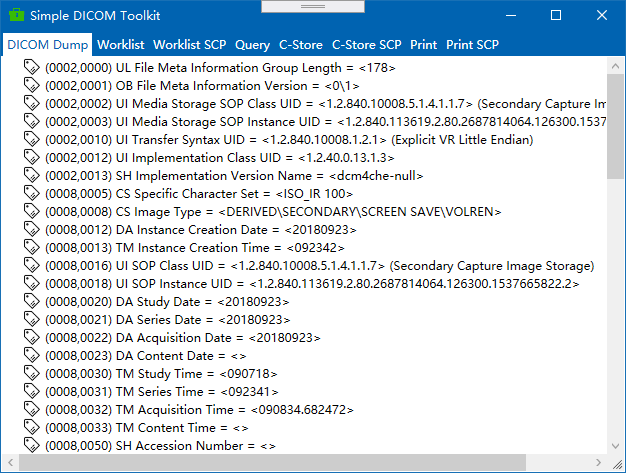 Simple DICOM Toolkit
DICOM Dump Worklist Worklist SCP Query C-Store C-Store SCP Print Print SCP
(0002,0000) UL File Meta Information Group Length = <178>
(0002,0001) OB File Meta Information Version = <0\1>
(0002,0002) UI Media Storage SOP Class UID = <1.2.840.10008.5.1.4.1.1.7> (Secondary Capture Im
(0002,0003) UI Media Storage SOP Instance UID = <1.2.840.113619.2.80.2687814064.126300.1537
(0002,0010) UI Transfer Syntax UID = <1.2.840.10008.1.2.1> (Explicit VR Little Endian)
(0002,0012) UI Implementation Class UID = <1.2.40.0.13.1.3>
(0002,0013) SH Implementation Version Name = <dcm4che-null>
(0008,0005) CS Specific Character Set = <ISO_IR 100>
(0008,0008) CS Image Type = <DERIVED\SECONDARY\SCREEN SAVE\VOLREN>
(0008,0012) DA Instance Creation Date = <20180923>
(0008,0013) TM Instance Creation Time = <092342>
(0008,0016) UI SOP Class UID = <1.2.840.10008.5.1.4.1.1.7> (Secondary Capture Image Storage)
(0008,0018) UI SOP Instance UID = <1.2.840.113619.2.80.2687814064.126300.1537665822.2>
(0008,0020) DA Study Date = <20180923>
(0008,0021) DA Series Date = <20180923>
(0008,0022) DA Acquisition Date = <20180923>
(0008,0023) DA Content Date = <>
(0008,0030) TM Study Time = <090718>
(0008,0031) TM Series Time = <092341>
(0008,0032) TM Acquisition Time = <090834.682472>
(0008,0033) TM Content Time = <>
(0008,0050) SH Accession Number = <>